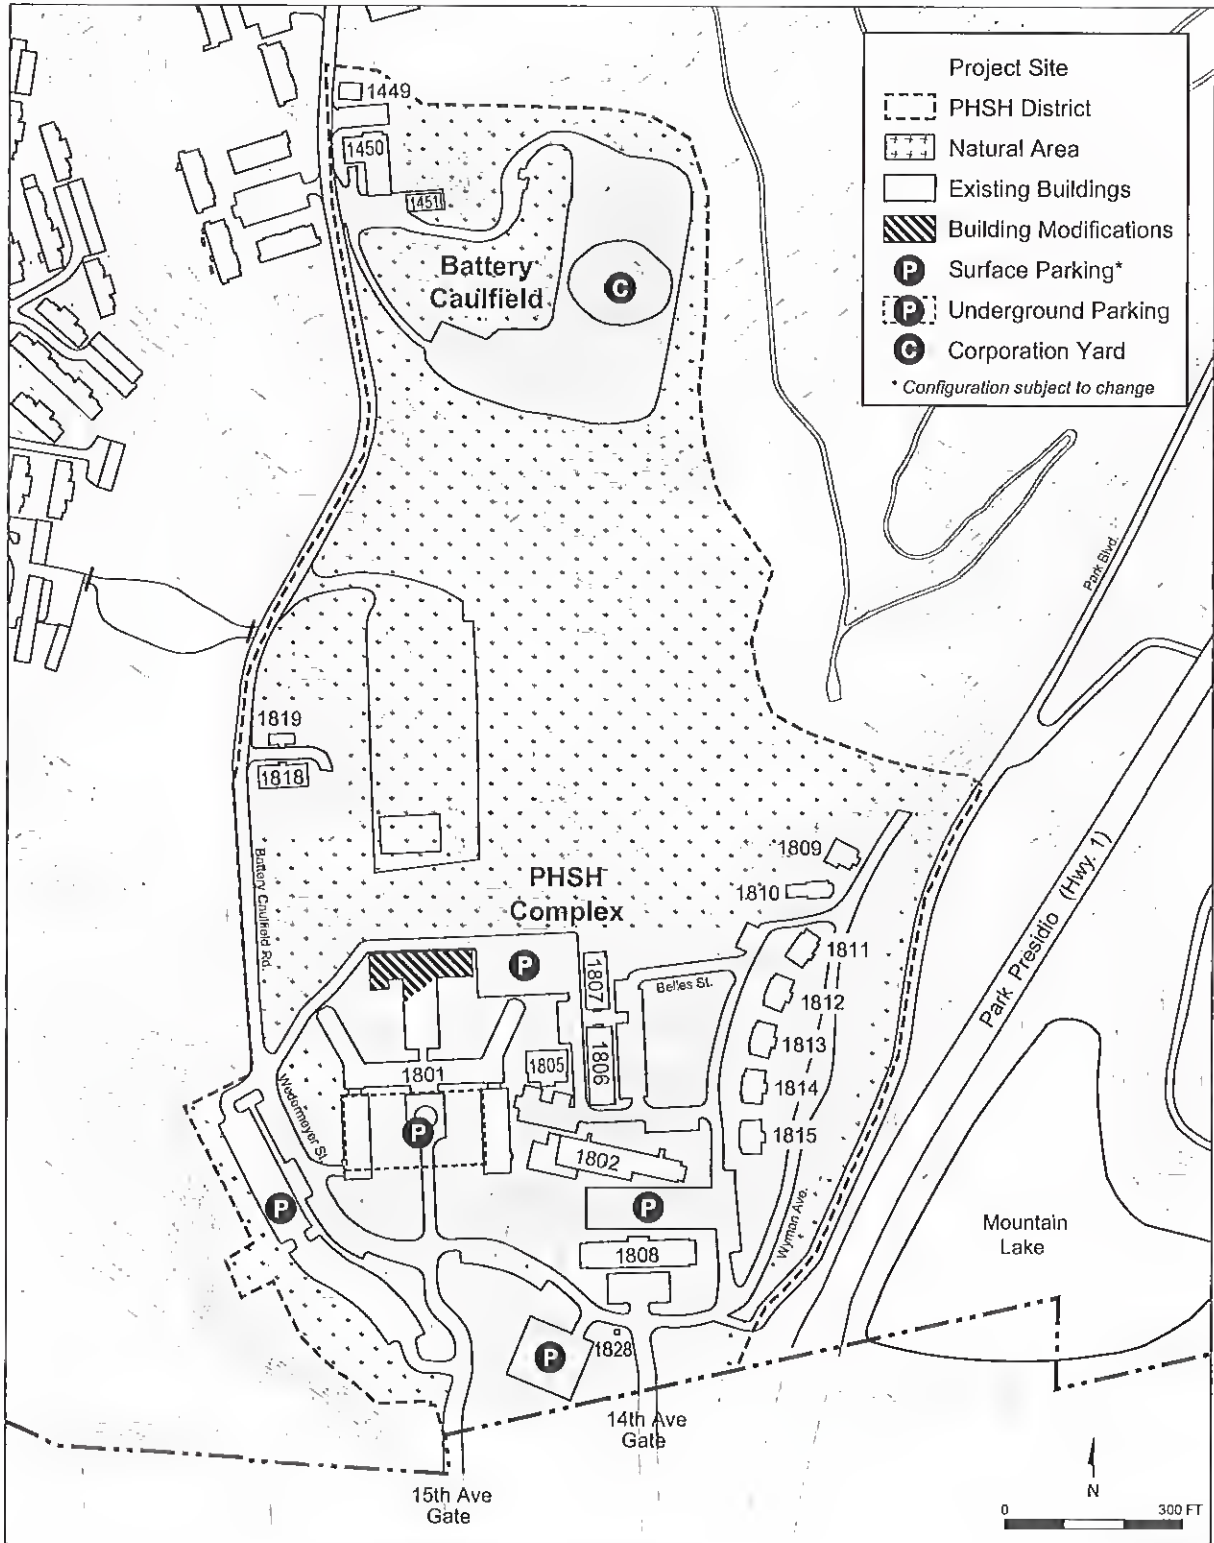 Project Site
PHSH District
Natural Area
Existing Buildings
Building Modifications
P Surface Parking*
P Underground Parking
C Corporation Yard
* Configuration subject to change
1449
1450
1451
Battery
Caulfield
C
Park Blvd.
1819
1818
Battery Caulfield Rd.
PHSH
Complex
1809
1810
1811
1812
1813
1814
1815
P
1807
Belles St.
1806
1805
1801
Wedemeyer St.
P
1802
P
P
1808
Wyman Ave.
Park Presidio (Hwy. 1)
Mountain
Lake
P
1828
14th Ave
Gate
15th Ave
Gate
N
0 300 FT